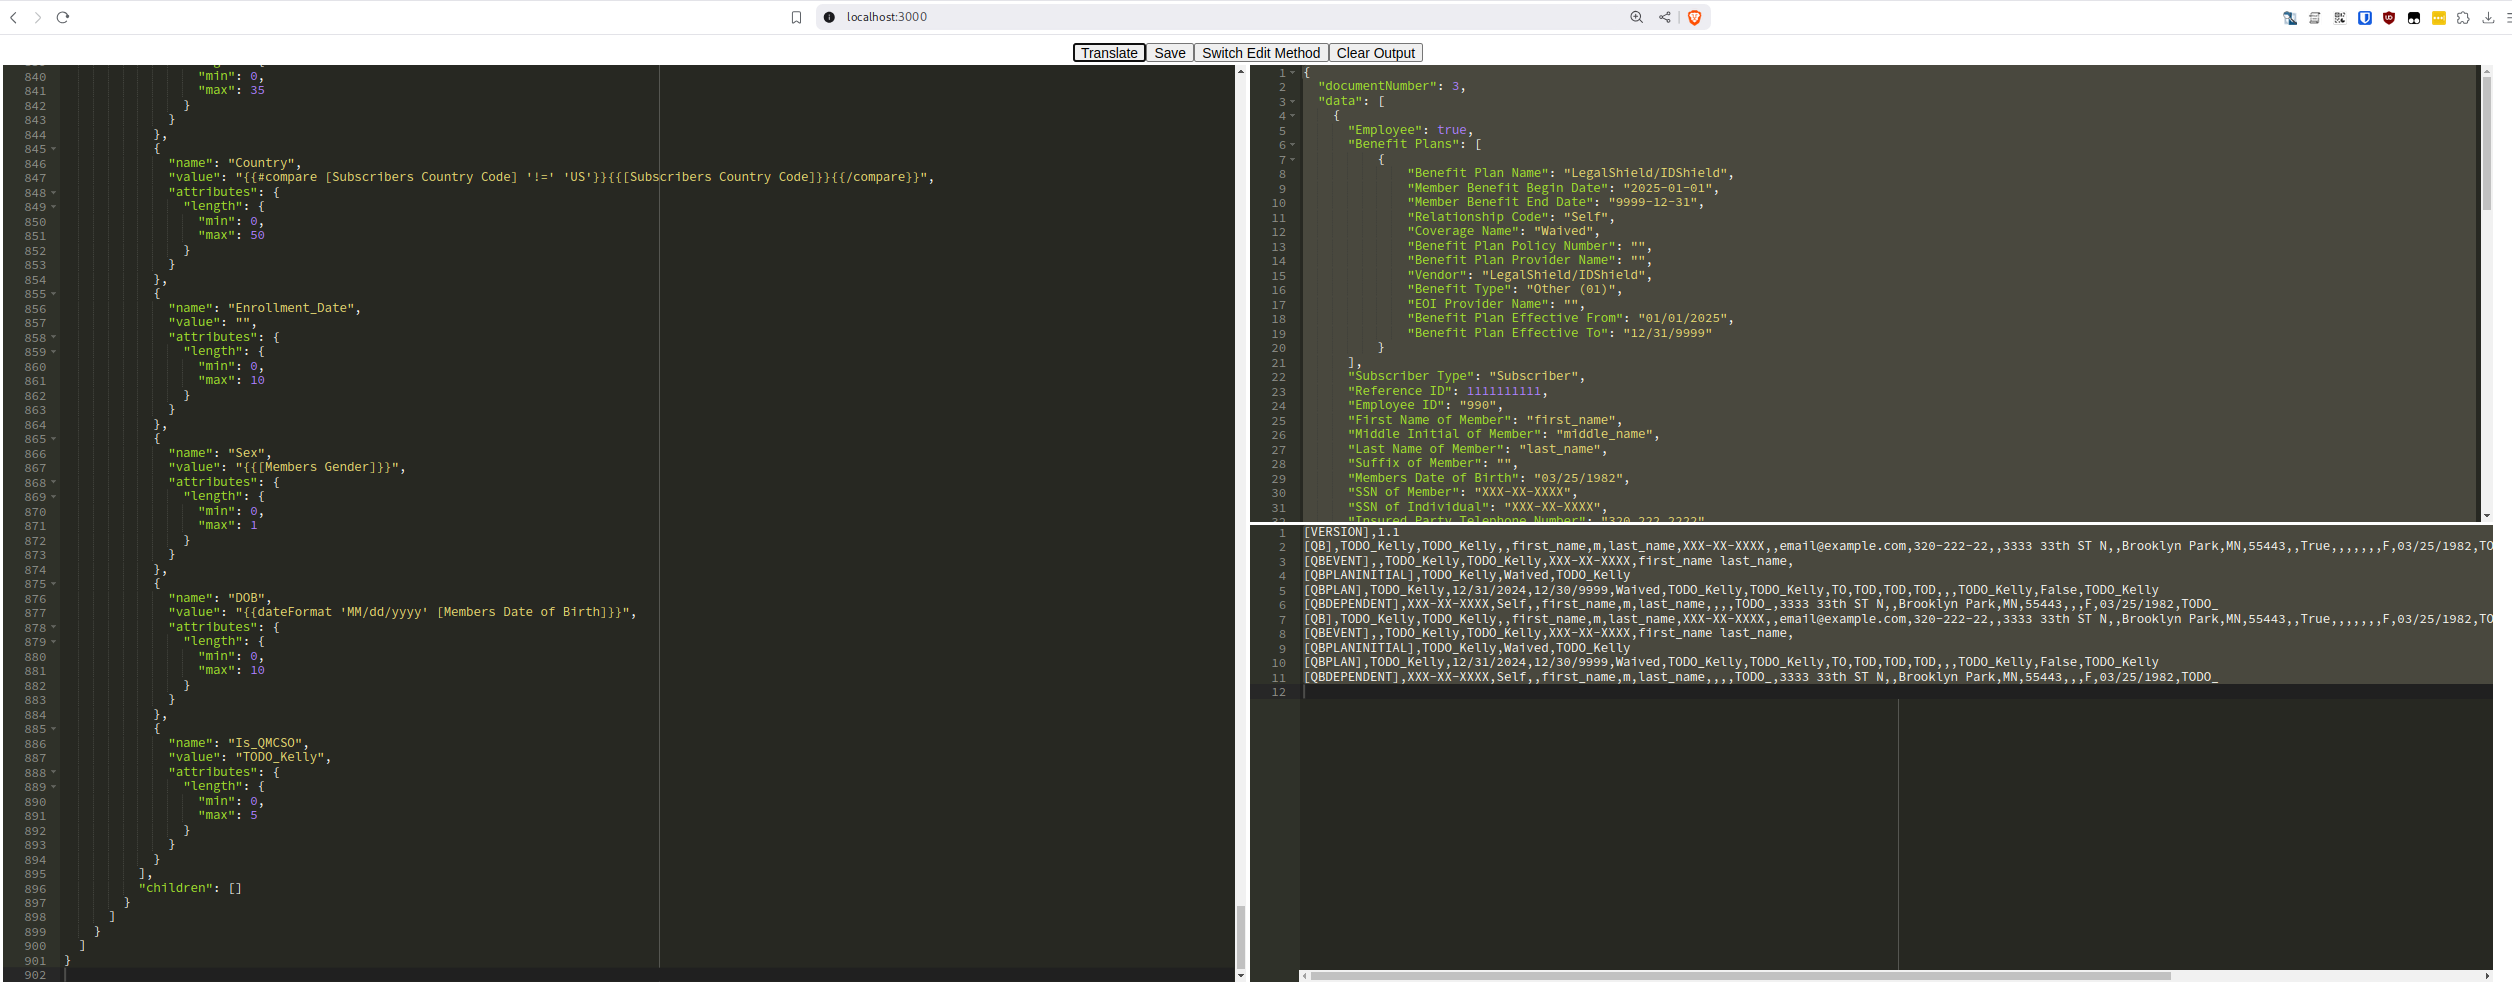 localhost:3000
Translate Save Switch Edit Method Clear Output
840 "min": 0,
841 "max": 35
842 }
843 }
844 },
845 {
846 "name": "Country",
847 "value": "{{#compare [Subscribers Country Code] '!=' 'US'}}{{[Subscribers Country Code]}}{{/compare}}",
848 "attributes": {
849 "length": {
850 "min": 0,
851 "max": 50
852 }
853 }
854 },
855 {
856 "name": "Enrollment_Date",
857 "value": "",
858 "attributes": {
859 "length": {
860 "min": 0,
861 "max": 10
862 }
863 }
864 },
865 {
866 "name": "Sex",
867 "value": "{{[Members Gender]}}",
868 "attributes": {
869 "length": {
870 "min": 0,
871 "max": 1
872 }
873 }
874 },
875 {
876 "name": "DOB",
877 "value": "{{dateFormat 'MM/dd/yyyy' [Members Date of Birth]}}",
878 "attributes": {
879 "length": {
880 "min": 0,
881 "max": 10
882 }
883 }
884 },
885 {
886 "name": "Is_QMCSO",
887 "value": "TODO_Kelly",
888 "attributes": {
889 "length": {
890 "min": 0,
891 "max": 5
892 }
893 }
894 }
895 ],
896 "children": []
897 }
898 ]
899 }
900 ]
901 }
902
1 {
2 "documentNumber": 3,
3 "data": [
4 {
5 "Employee": true,
6 "Benefit Plans": [
7 {
8 "Benefit Plan Name": "LegalShield/IDShield",
9 "Member Benefit Begin Date": "2025-01-01",
10 "Member Benefit End Date": "9999-12-31",
11 "Relationship Code": "Self",
12 "Coverage Name": "Waived",
13 "Benefit Plan Policy Number": "",
14 "Benefit Plan Provider Name": "",
15 "Vendor": "LegalShield/IDShield",
16 "Benefit Type": "Other (01)",
17 "EOI Provider Name": "",
18 "Benefit Plan Effective From": "01/01/2025",
19 "Benefit Plan Effective To": "12/31/9999"
20 }
21 ],
22 "Subscriber Type": "Subscriber",
23 "Reference ID": 1111111111,
24 "Employee ID": "990",
25 "First Name of Member": "first_name",
26 "Middle Initial of Member": "middle_name",
27 "Last Name of Member": "last_name",
28 "Suffix of Member": "",
29 "Members Date of Birth": "03/25/1982",
30 "SSN of Member": "XXX-XX-XXXX",
31 "SSN of Individual": "XXX-XX-XXXX",
32 "Insured Party Telephone Number": "320-222-2222"
1 [VERSION],1.1
2 [QB],TODO_Kelly,TODO_Kelly,,first_name,m,last_name,XXX-XX-XXXX,,email@example.com,320-222-22,,3333 33th ST N,,Brooklyn Park,MN,55443,,True,,,,,,,F,03/25/1982,TO
3 [QBEVENT],,TODO_Kelly,TODO_Kelly,XXX-XX-XXXX,first_name last_name,
4 [QBPLANINITIAL],TODO_Kelly,Waived,TODO_Kelly
5 [QBPLAN],TODO_Kelly,12/31/2024,12/30/9999,Waived,TODO_Kelly,TODO_Kelly,TO,TOD,TOD,TOD,,,TODO_Kelly,False,TODO_Kelly
6 [QBDEPENDENT],XXX-XX-XXXX,Self,,first_name,m,last_name,,,,TODO_,3333 33th ST N,,Brooklyn Park,MN,55443,,,F,03/25/1982,TODO_
7 [QB],TODO_Kelly,TODO_Kelly,,first_name,m,last_name,XXX-XX-XXXX,,email@example.com,320-222-22,,3333 33th ST N,,Brooklyn Park,MN,55443,,True,,,,,,,F,03/25/1982,TO
8 [QBEVENT],,TODO_Kelly,TODO_Kelly,XXX-XX-XXXX,first_name last_name,
9 [QBPLANINITIAL],TODO_Kelly,Waived,TODO_Kelly
10 [QBPLAN],TODO_Kelly,12/31/2024,12/30/9999,Waived,TODO_Kelly,TODO_Kelly,TO,TOD,TOD,TOD,,,TODO_Kelly,False,TODO_Kelly
11 [QBDEPENDENT],XXX-XX-XXXX,Self,,first_name,m,last_name,,,,TODO_,3333 33th ST N,,Brooklyn Park,MN,55443,,,F,03/25/1982,TODO_
12